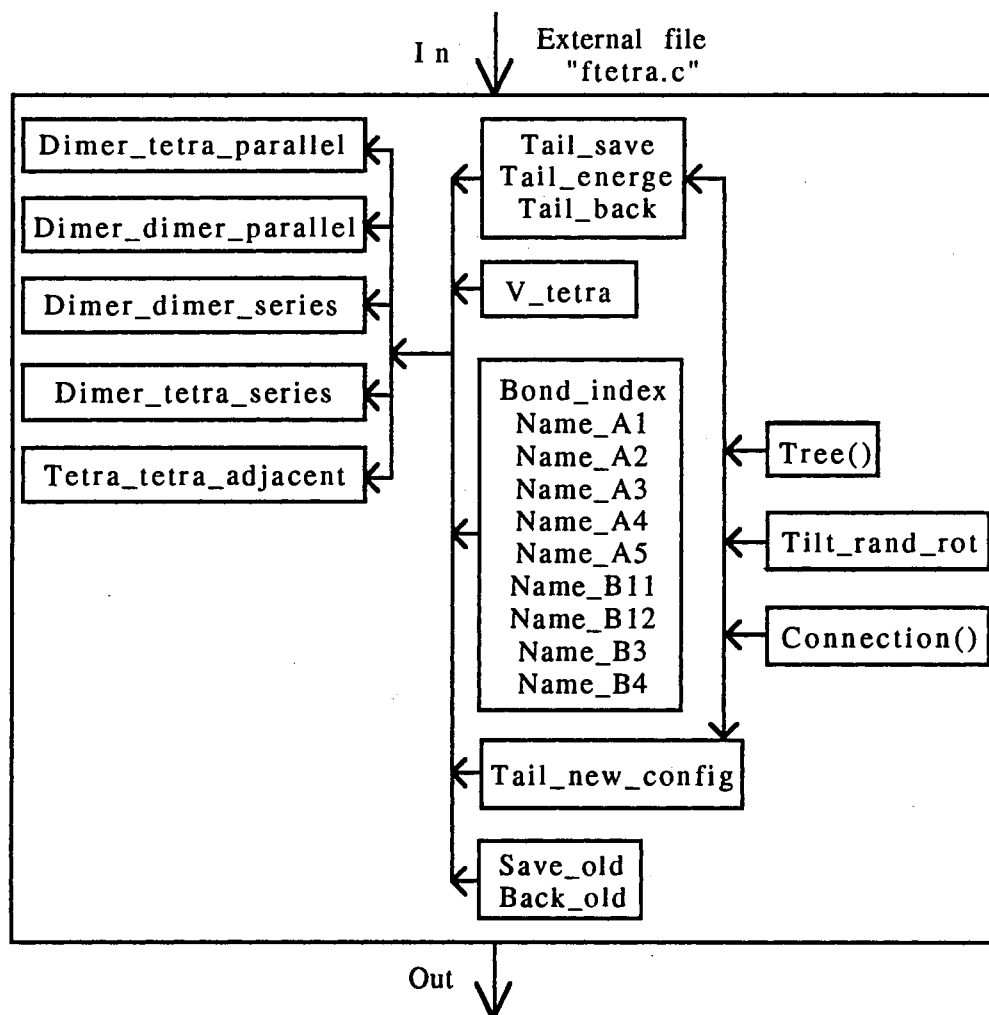 In
External file
"ftetra.c"
Dimer_tetra_parallel
Dimer_dimer_parallel
Dimer_dimer_series
Dimer_tetra_series
Tetra_tetra_adjacent
Tail_save
Tail_energe
Tail_back
V_tetra
Bond_index
Name_A1
Name_A2
Name_A3
Name_A4
Name_A5
Name_B11
Name_B12
Name_B3
Name_B4
Tail_new_config
Save_old
Back_old
Tree()
Tilt_rand_rot
Connection()
Out